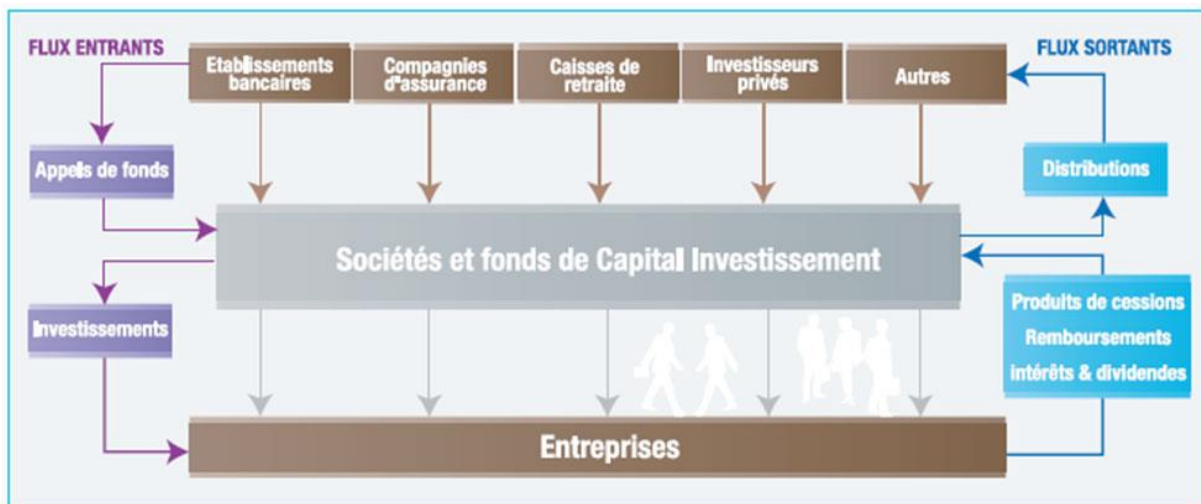 FLUX ENTRANTS
FLUX SORTANTS
Etablissements
bancaires
Compagnies
d"assurance
Caisses de
retraite
Investisseurs
privés
Autres
Appels de fonds
Distributions
Sociétés et fonds de Capital Investissement
Investissements
Produits de cessions
Remboursements
intérêts & dividendes
Entreprises